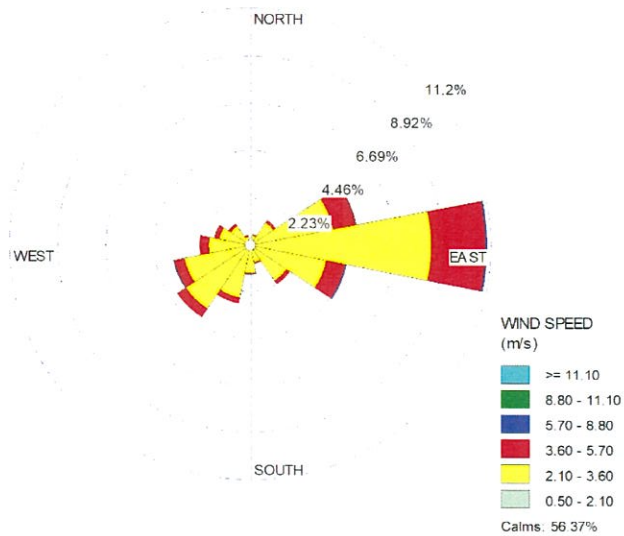 NORTH
11.2%
8.92%
6.69%
4.46%
2.23%
WEST
EAST
SOUTH
WIND SPEED
(m/s)
>= 11.10
8.80 - 11.10
5.70 - 8.80
3.60 - 5.70
2.10 - 3.60
0.50 - 2.10
Calms: 56.37%